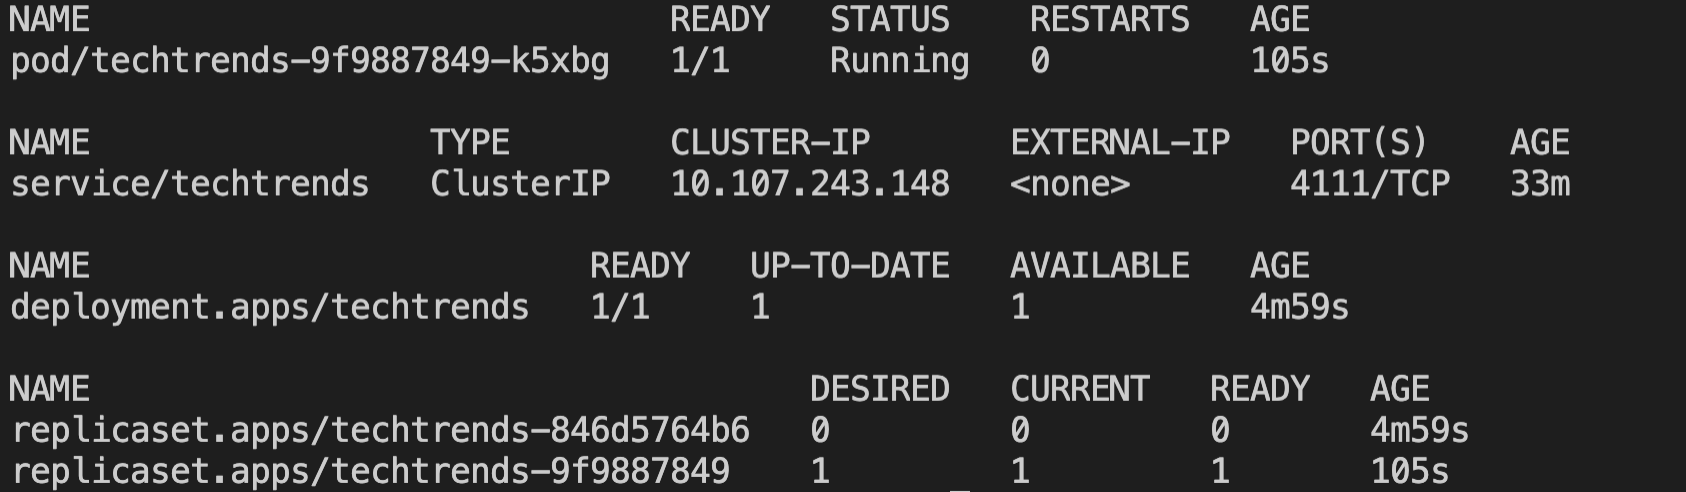 NAME                             READY   STATUS    RESTARTS   AGE
pod/techtrends-9f9887849-k5xbg   1/1     Running   0          105s

NAME                 TYPE        CLUSTER-IP       EXTERNAL-IP   PORT(S)    AGE
service/techtrends   ClusterIP   10.107.243.148   <none>        4111/TCP   33m

NAME                         READY   UP-TO-DATE   AVAILABLE   AGE
deployment.apps/techtrends   1/1     1            1           4m59s

NAME                                    DESIRED   CURRENT   READY   AGE
replicaset.apps/techtrends-846d5764b6   0         0         0       4m59s
replicaset.apps/techtrends-9f9887849    1         1         1       105s